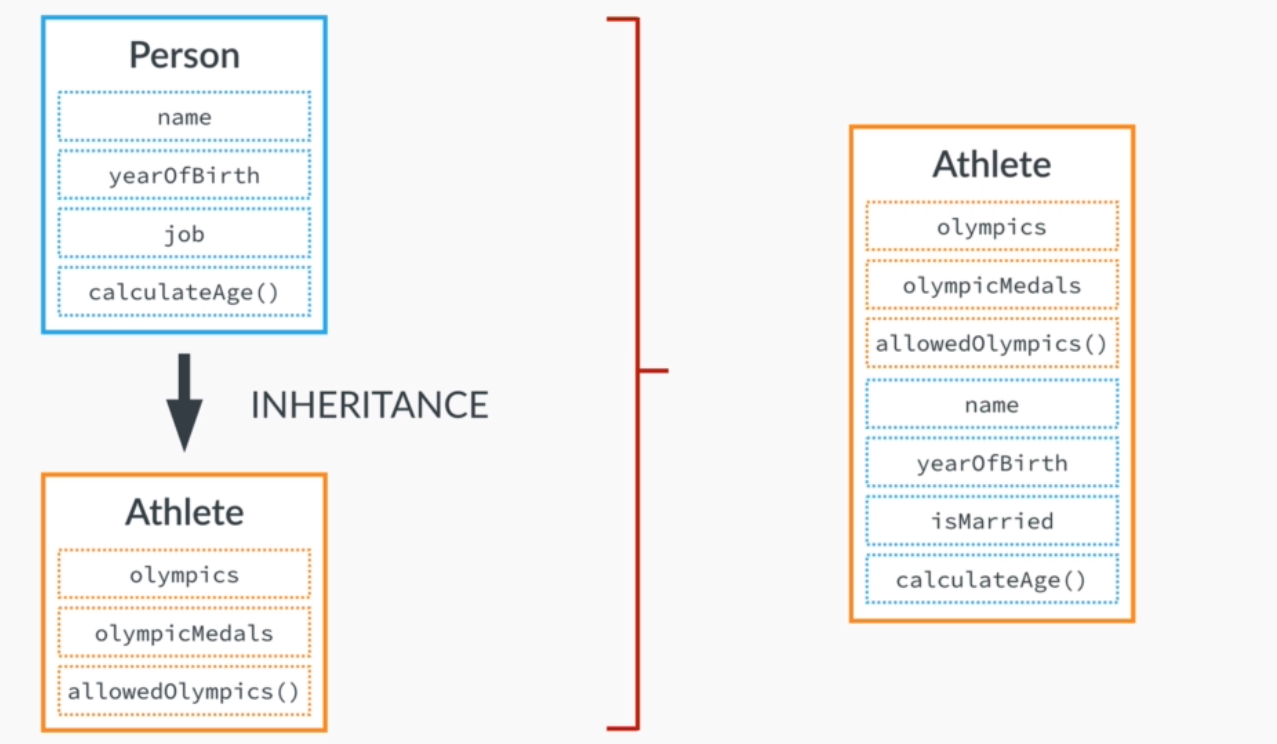 Person
name
yearOfBirth
job
calculateAge()
INHERITANCE
Athlete
olympics
olympicMedals
allowedOlympics()
Athlete
olympics
olympicMedals
allowedOlympics()
name
yearOfBirth
isMarried
calculateAge()